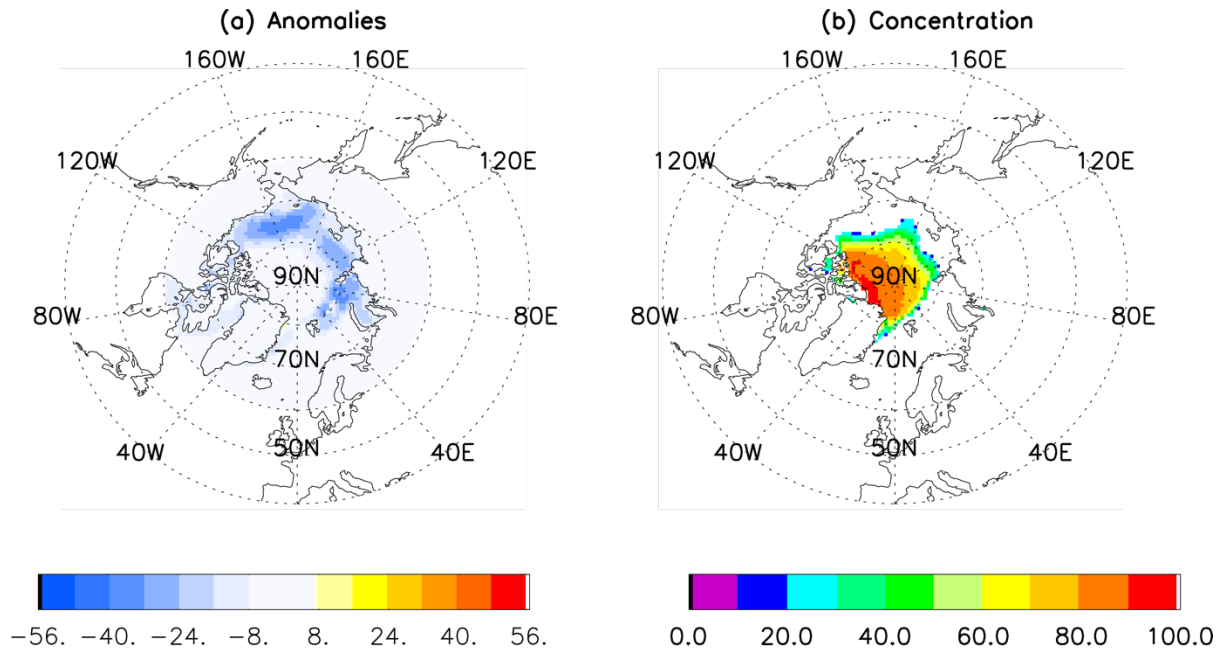 (a) Anomalies
160W 160E
120W 120E
90N
80W 80E
70N
50N
40W 40E
-56. -40. -24. -8. 8. 24. 40. 56.
(b) Concentration
160W 160E
120W 120E
90N
80W 80E
70N
50N
40W 40E
0.0 20.0 40.0 60.0 80.0 100.0